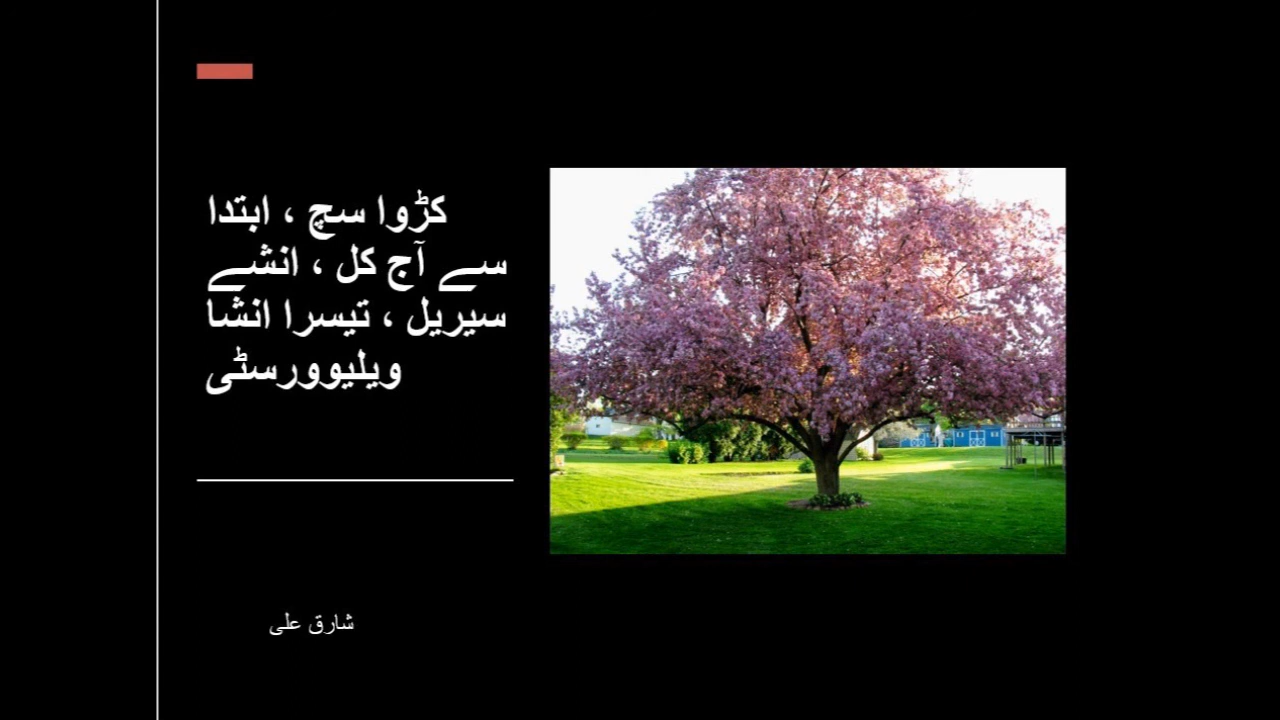 کڑوا سچ ، ابتدا
سے آج کل ، انشے
سیریل ، تیسرا انشا
ویلیوورسٹی
شارق علی